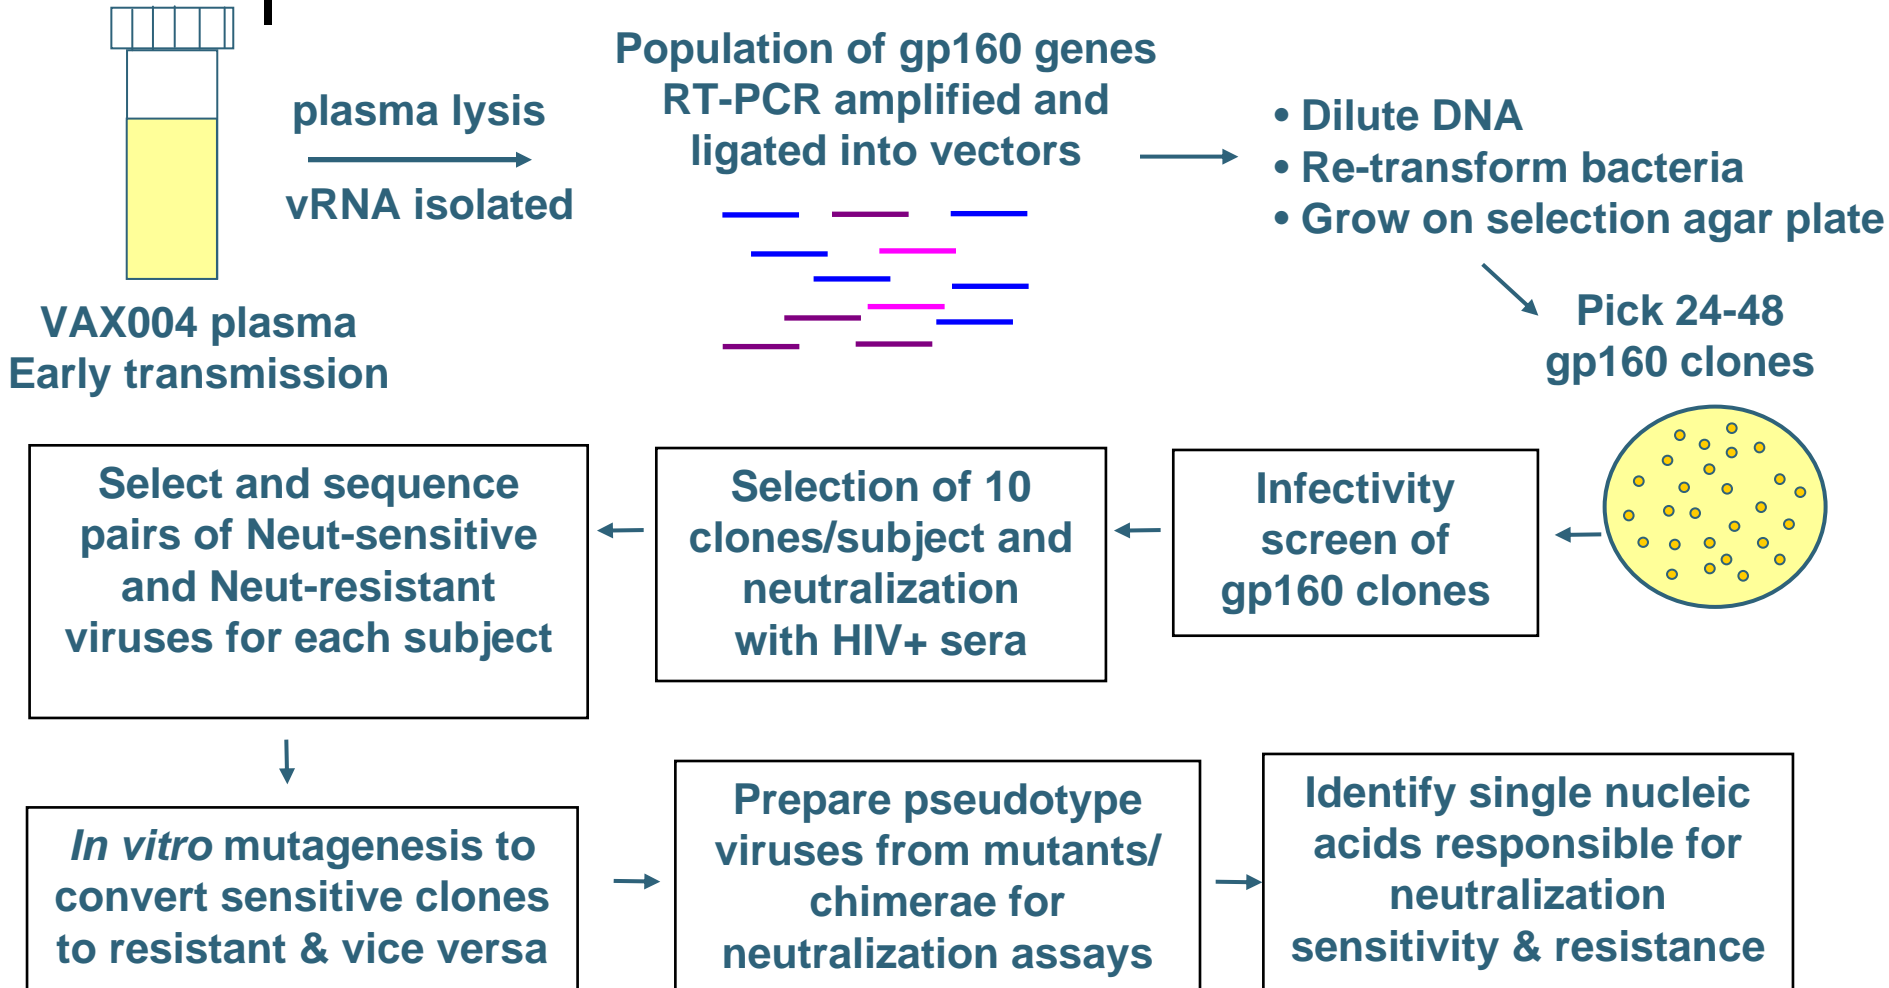 plasma lysis
vRNA isolated
VAX004 plasma
Early transmission
Population of gp160 genes
RT-PCR amplified and
ligated into vectors
• Dilute DNA
• Re-transform bacteria
• Grow on selection agar plate
Pick 24-48
gp160 clones
Infectivity
screen of
gp160 clones
Selection of 10
clones/subject and
neutralization
with HIV+ sera
Select and sequence
pairs of Neut-sensitive
and Neut-resistant
viruses for each subject
In vitro mutagenesis to
convert sensitive clones
to resistant & vice versa
Prepare pseudotype
viruses from mutants/
chimerae for
neutralization assays
Identify single nucleic
acids responsible for
neutralization
sensitivity & resistance